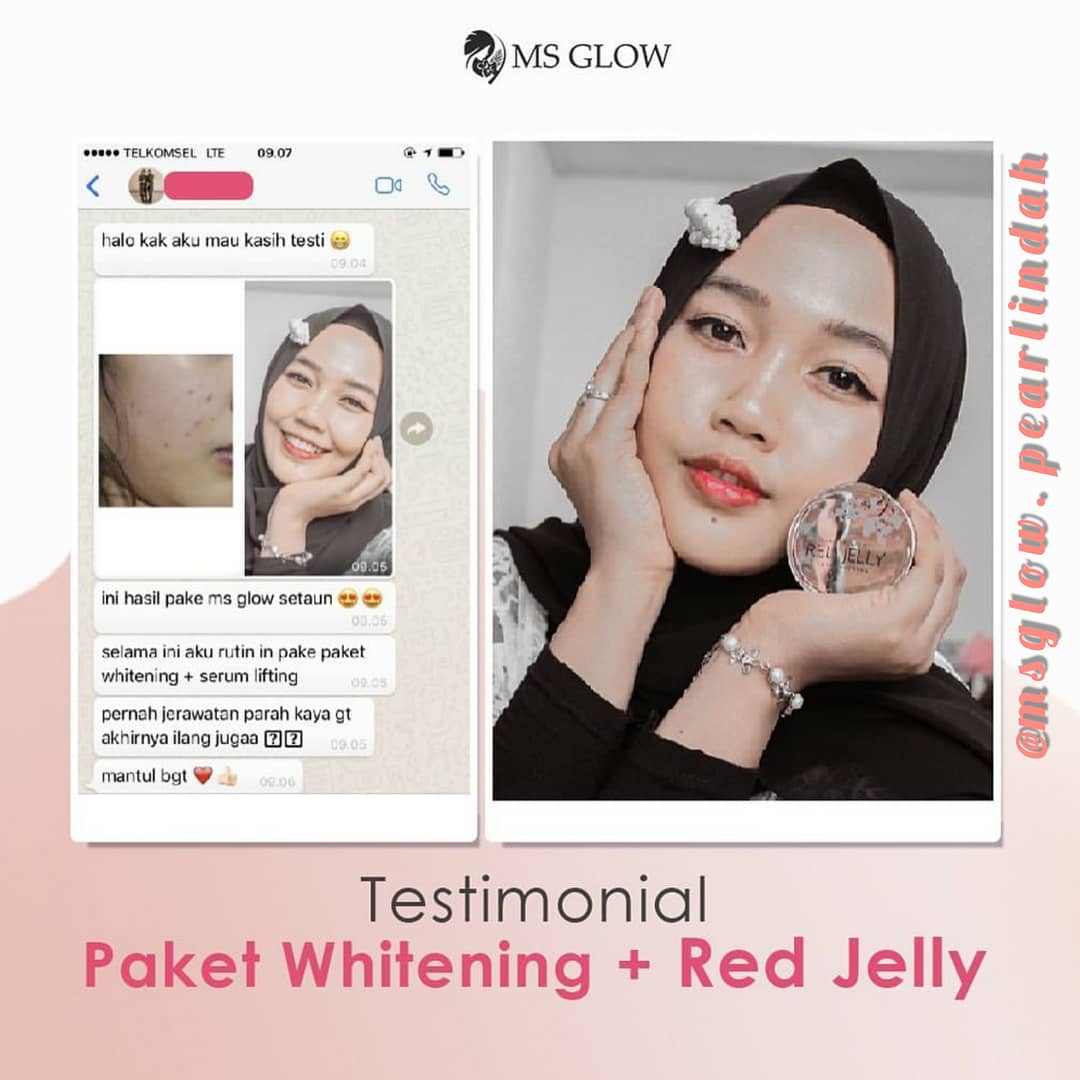 MS GLOW
TELKOMSEL LTE 09.07
halo kak aku mau kasih testi 😁
09.04
09.05
ini hasil pake ms glow setaun 😍😍
09.05
selama ini aku rutin in pake paket
whitening + serum lifting
09.05
pernah jerawatan parah kaya gt
akhirnya ilang jugaa
09.05
mantul bgt ❤️👍🏻
09.06
RED JELLY
@msglow.pearlindah
Testimonial
Paket Whitening + Red Jelly